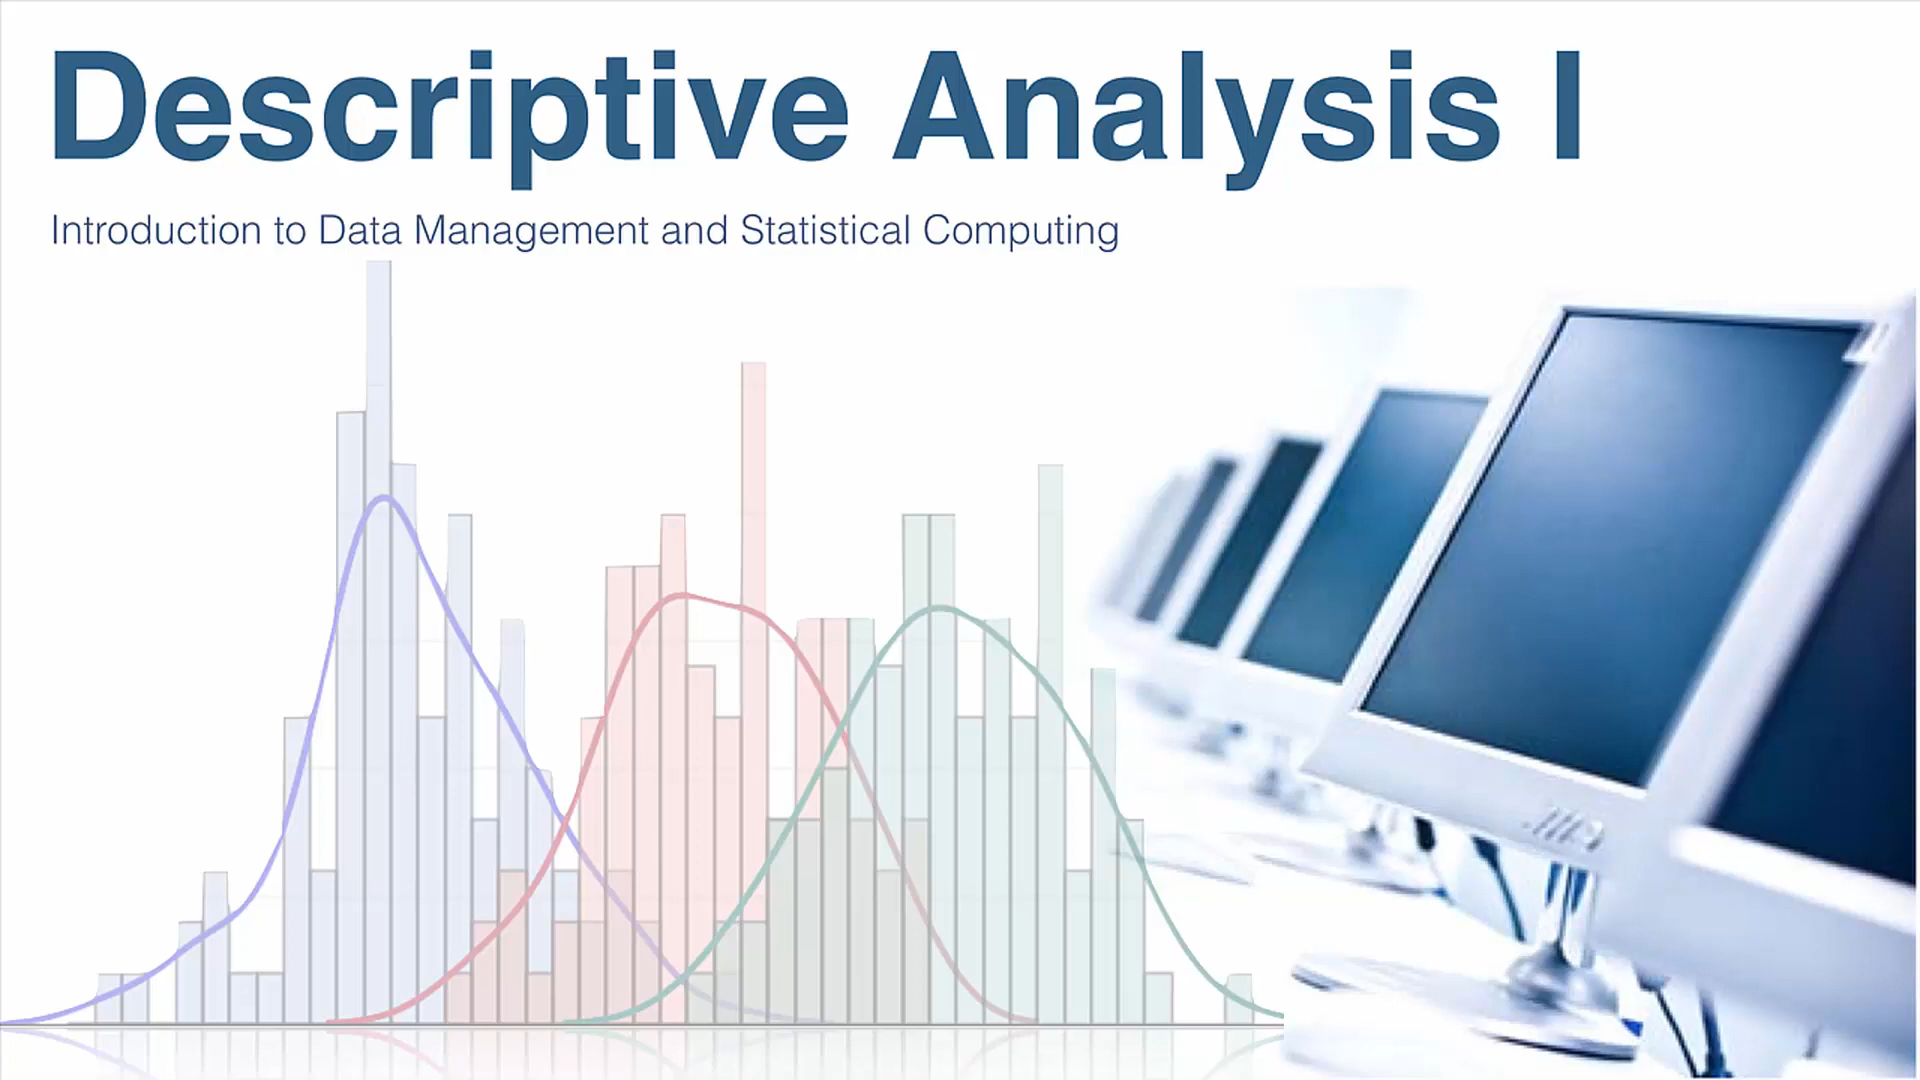 Descriptive Analysis I
Introduction to Data Management and Statistical Computing